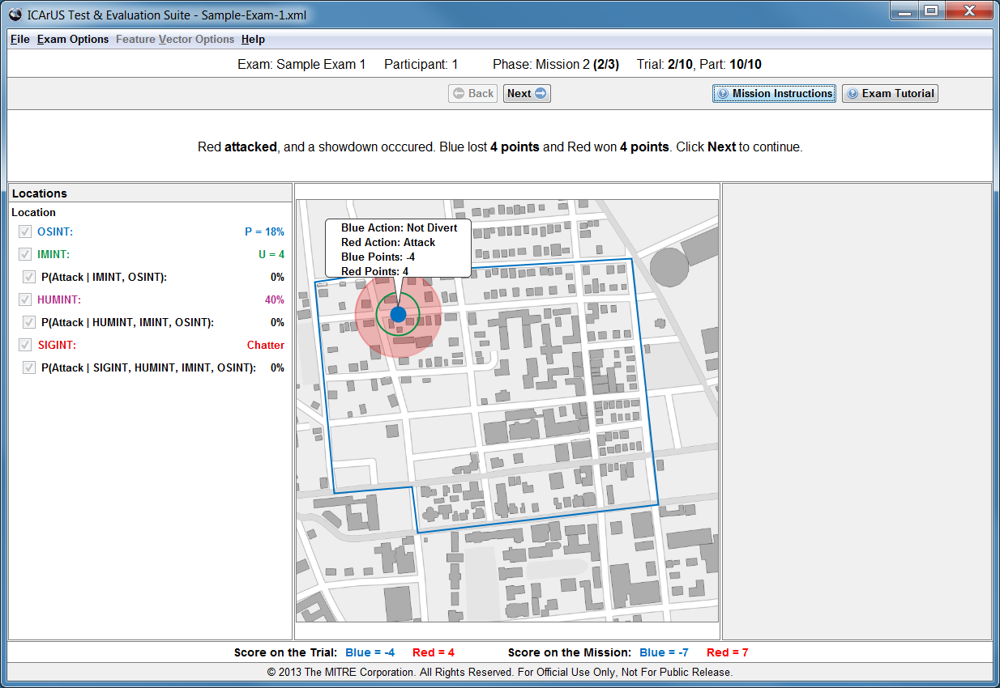 ICArUS Test & Evaluation Suite - Sample-Exam-1.xml
File Exam Options Feature Vector Options Help
Exam: Sample Exam 1 Participant: 1 Phase: Mission 2 (2/3) Trial: 2/10, Part: 10/10
Back Next Mission Instructions Exam Tutorial
Red attacked, and a showdown occcured. Blue lost 4 points and Red won 4 points. Click Next to continue.
Locations
Location
OSINT: P = 18%
IMINT: U = 4
P(Attack | IMINT, OSINT): 0%
HUMINT: 40%
P(Attack | HUMINT, IMINT, OSINT): 0%
SIGINT: Chatter
P(Attack | SIGINT, HUMINT, IMINT, OSINT): 0%
Blue Action: Not Divert
Red Action: Attack
Blue Points: -4
Red Points: 4
Score on the Trial: Blue = -4 Red = 4 Score on the Mission: Blue = -7 Red = 7
© 2013 The MITRE Corporation. All Rights Reserved. For Official Use Only, Not For Public Release.